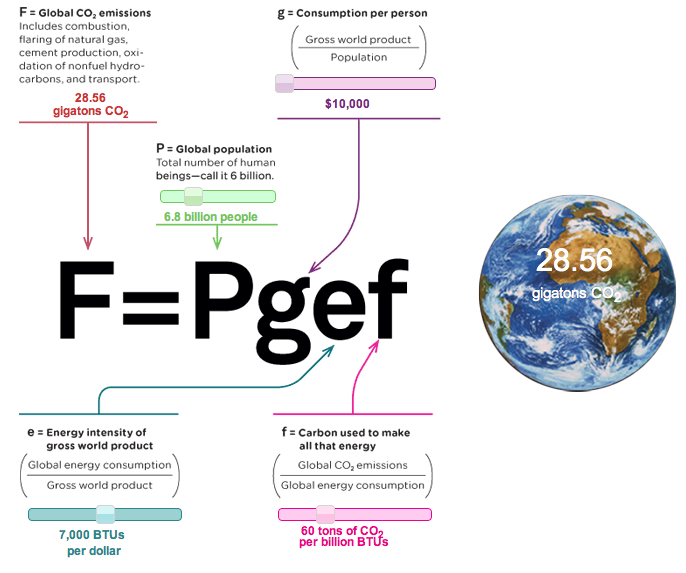 F = Global CO₂ emissions
Includes combustion,
flaring of natural gas,
cement production, oxi-
dation of nonfuel hydro-
carbons, and transport.
28.56
gigatons CO₂
g = Consumption per person
Gross world product
Population
$10,000
P = Global population
Total number of human
beings—call it 6 billion.
6.8 billion people
F=Pgef
28.56
gigatons CO₂
e = Energy intensity of
gross world product
Global energy consumption
Gross world product
7,000 BTUs
per dollar
f = Carbon used to make
all that energy
Global CO₂ emissions
Global energy consumption
60 tons of CO₂
per billion BTUs